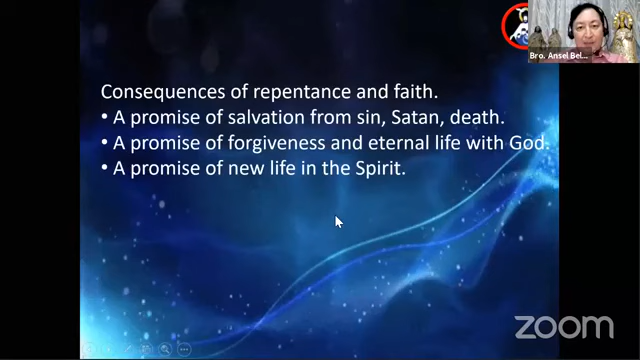 Bro. Ansel Bel...
Consequences of repentance and faith.
• A promise of salvation from sin, Satan, death.
• A promise of forgiveness and eternal life with God.
• A promise of new life in the Spirit.
zoom